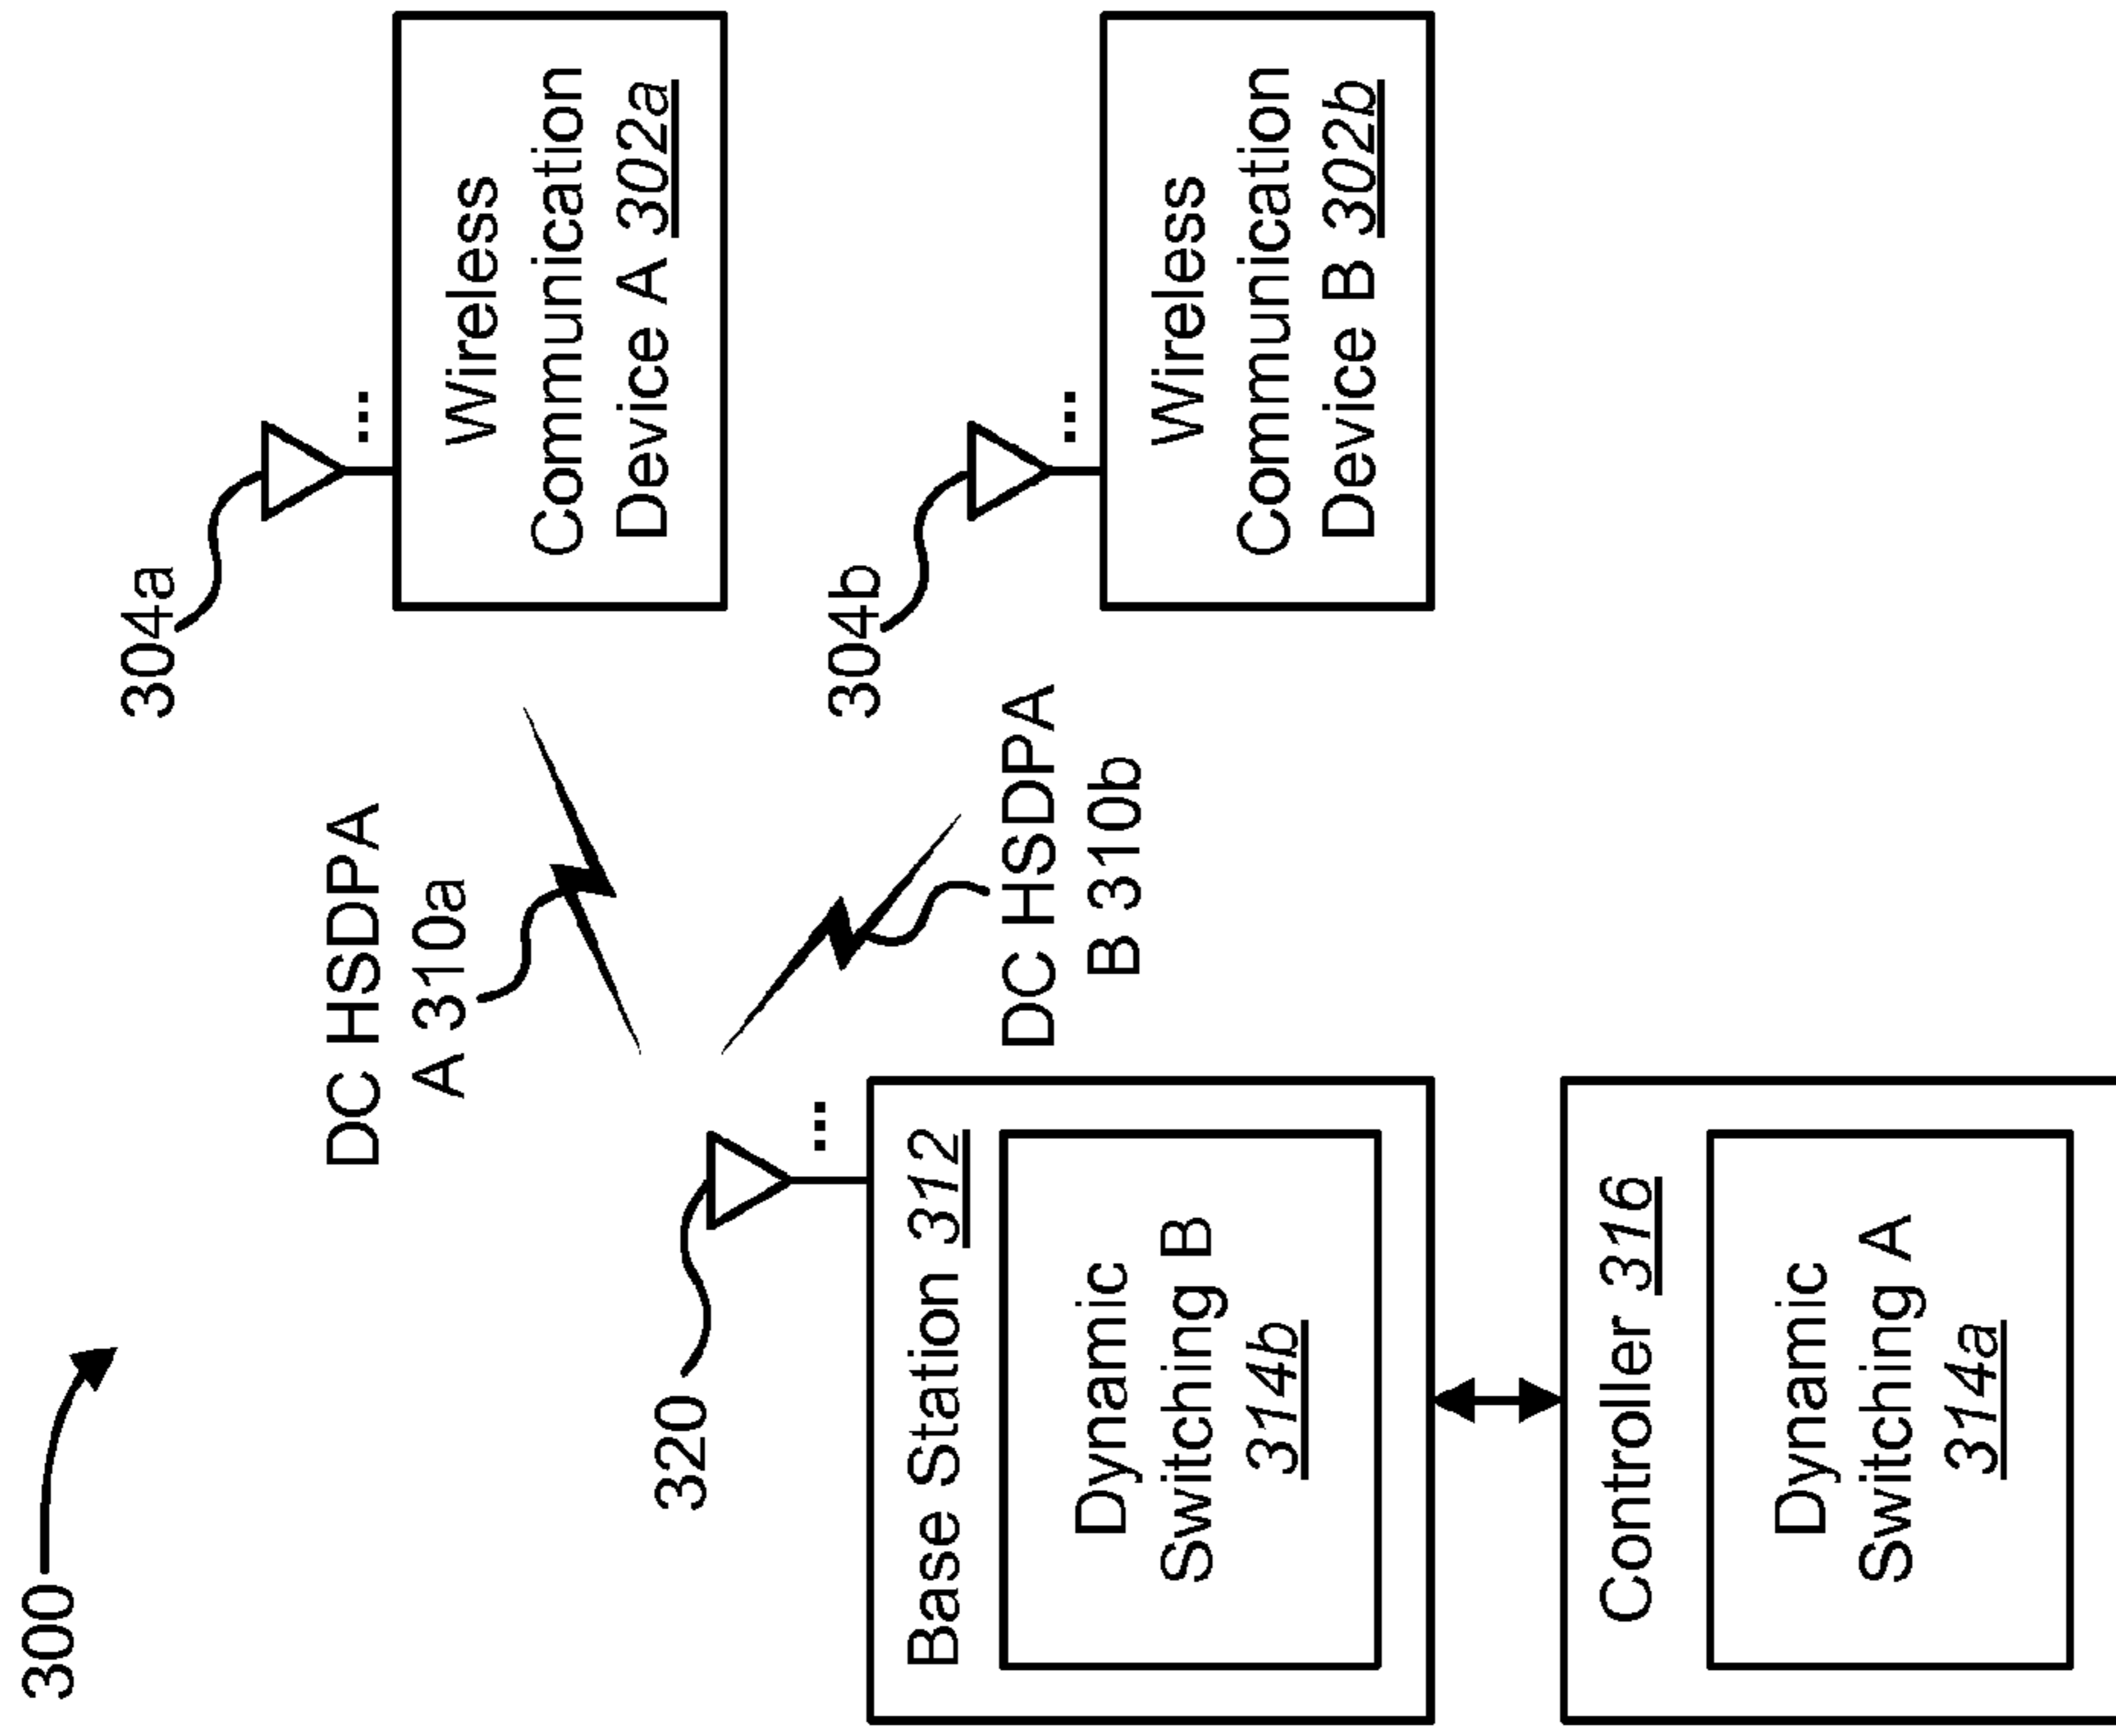 300
304a
Wireless
Communication
Device A 302a
DC HSDPA
A 310a
304b
Wireless
Communication
Device B 302b
DC HSDPA
B 310b
320
...
...
...
Base Station 312
Dynamic
Switching B
314b
Controller 316
Dynamic
Switching A
314a